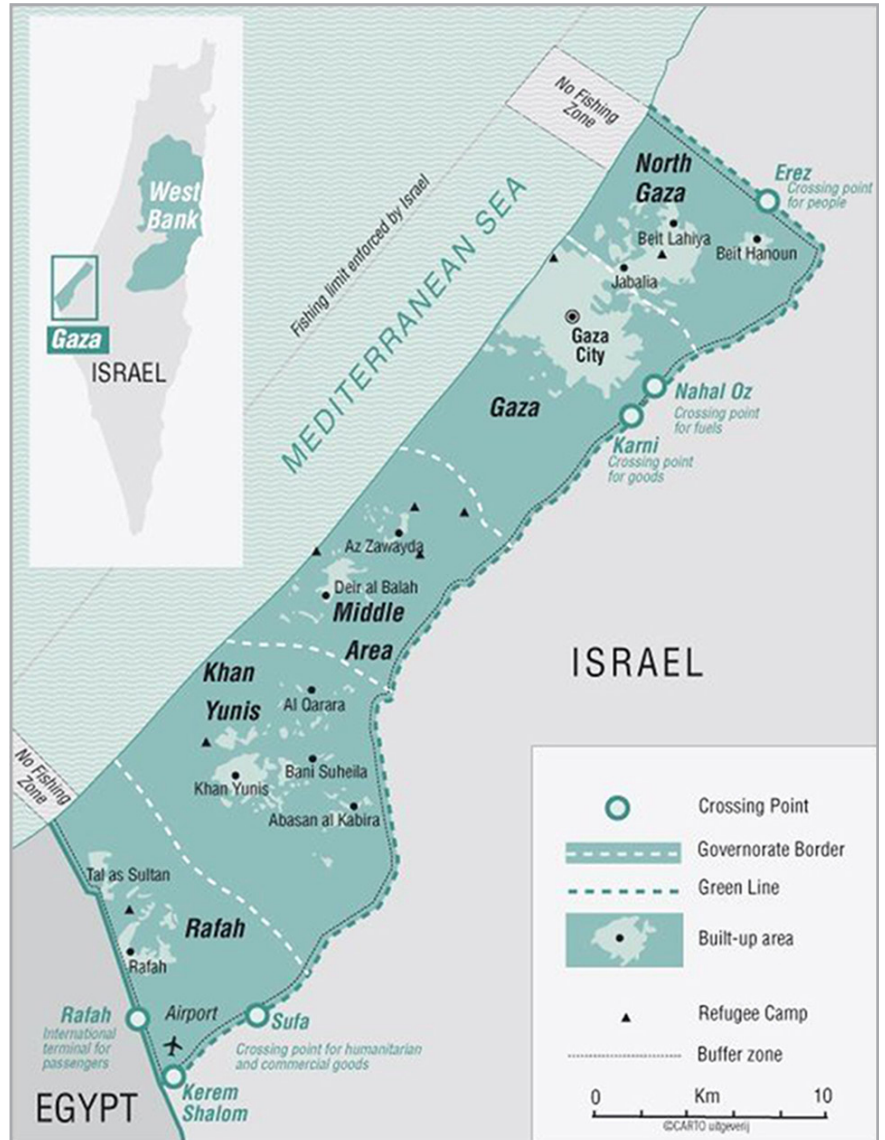 West
Bank
Gaza
ISRAEL
No Fishing
Zone
Fishing limit enforced by Israel
MEDITERRANEAN SEA
North
Gaza
Erez
Crossing point
for people
Beit Lahiya
Beit Hanoun
Jabalia
Gaza
City
Gaza
Nahal Oz
Crossing point
for fuels
Karni
Crossing point
for goods
Az Zawayda
Deir al Balah
Middle
Area
ISRAEL
Khan
Yunis
Al Qarara
Bani Suheila
Khan Yunis
Abasan al Kabira
No Fishing
Zone
Tal as Sultan
Rafah
Rafah
Rafah
International
terminal for
passengers
Airport
Sufa
Crossing point for humanitarian
and commercial goods
Kerem
Shalom
EGYPT
Crossing Point
Governorate Border
Green Line
Built-up area
Refugee Camp
Buffer zone
0 Km 10
©CARTO uitgeverij